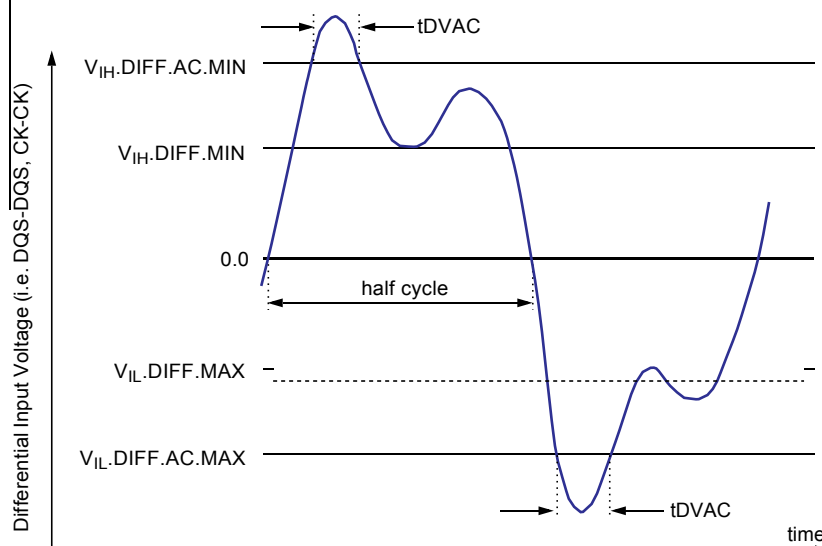 tDVAC
VIH.DIFF.AC.MIN
VIH.DIFF.MIN
0.0
half cycle
VIL.DIFF.MAX
VIL.DIFF.AC.MAX
tDVAC
time
Differential Input Voltage (i.e. DQS-DQS, CK-CK)